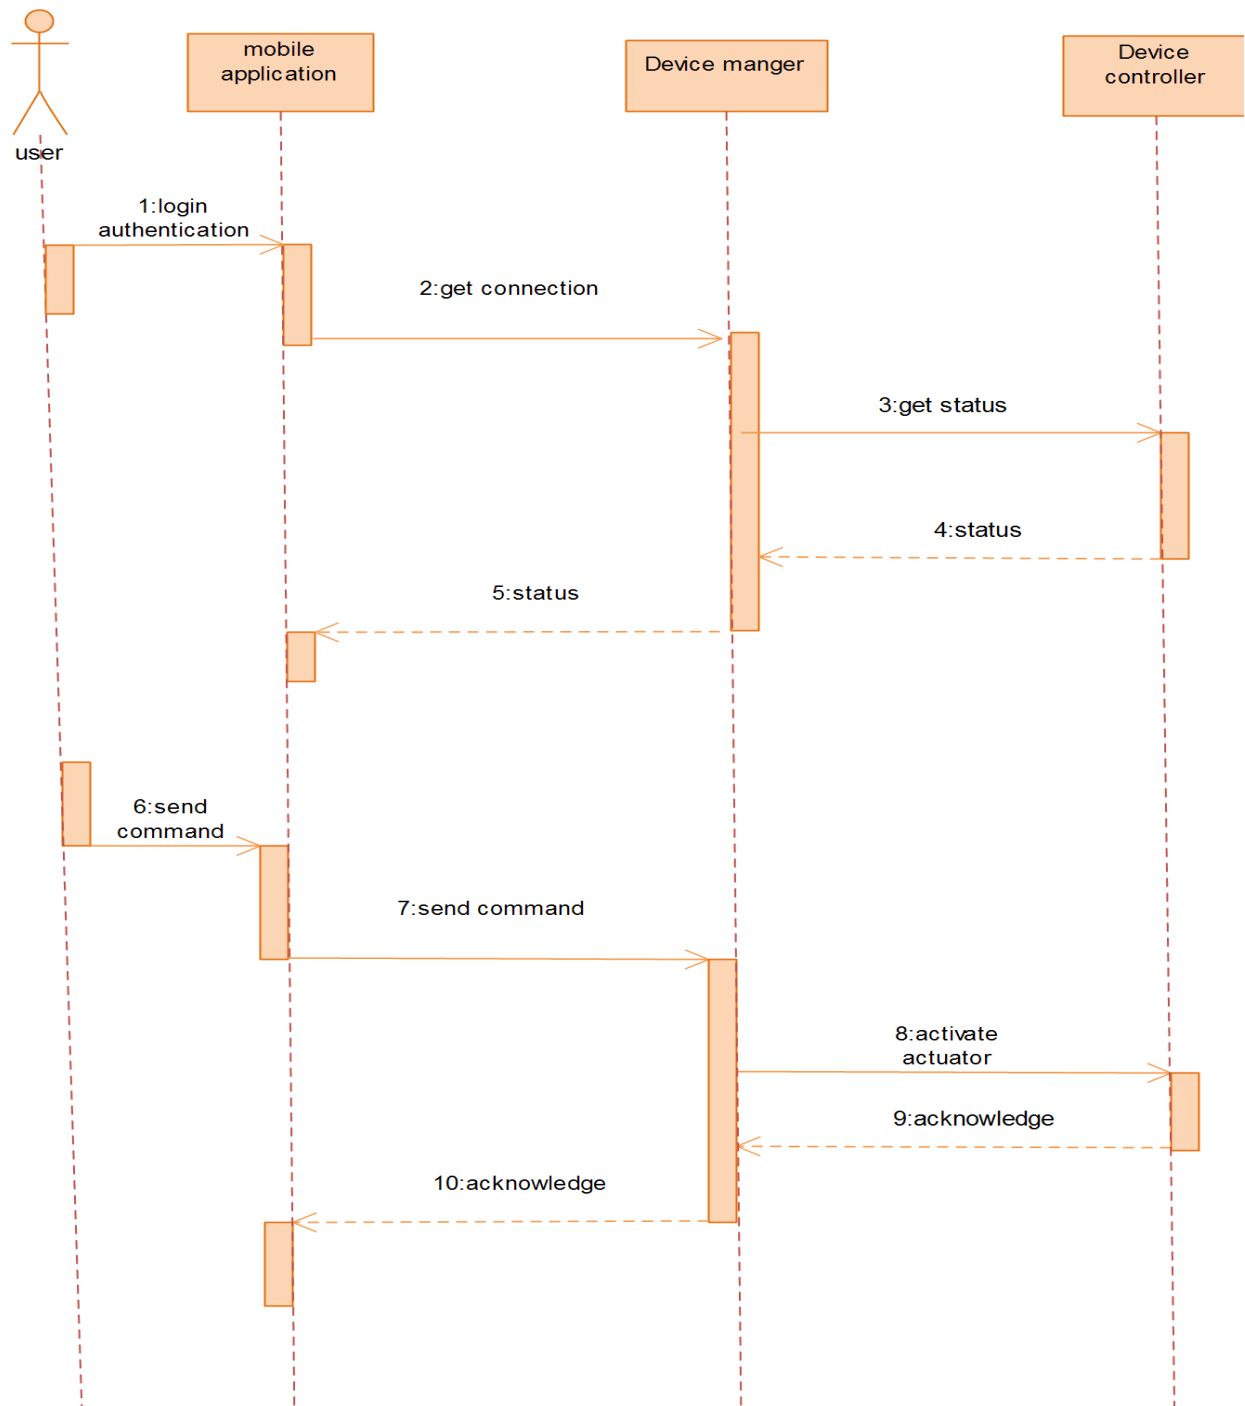 mobile
application
Device manger
Device
controller
user
1:login
authentication
2:get connection
3:get status
4:status
5:status
6:send
command
7:send command
8:activate
actuator
9:acknowledge
10:acknowledge